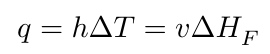 q = hΔT = vΔH_F